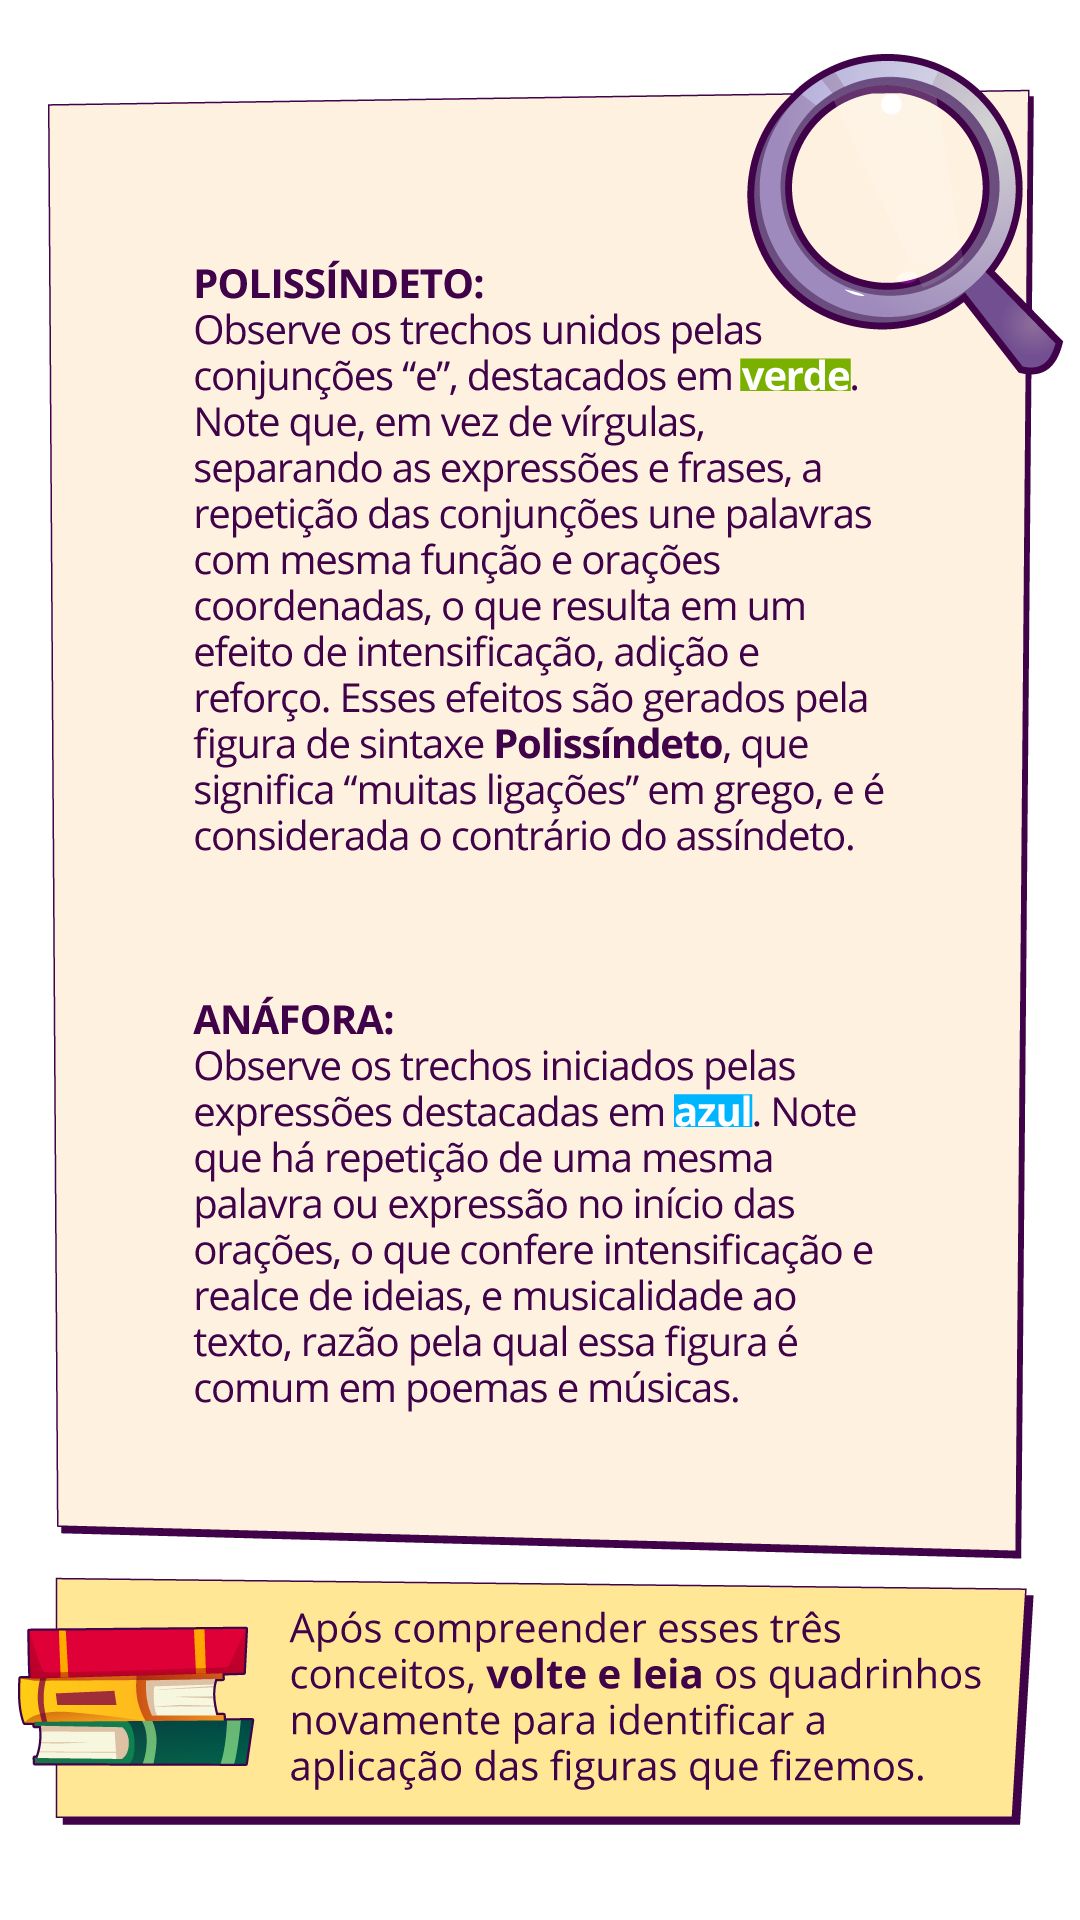 POLISSÍNDETO:
Observe os trechos unidos pelas
conjunções “e”, destacados em verde.
Note que, em vez de vírgulas,
separando as expressões e frases, a
repetição das conjunções une palavras
com mesma função e orações
coordenadas, o que resulta em um
efeito de intensificação, adição e
reforço. Esses efeitos são gerados pela
figura de sintaxe Polissíndeto, que
significa “muitas ligações” em grego, e é
considerada o contrário do assíndeto.
ANÁFORA:
Observe os trechos iniciados pelas
expressões destacadas em azul. Note
que há repetição de uma mesma
palavra ou expressão no início das
orações, o que confere intensificação e
realce de ideias, e musicalidade ao
texto, razão pela qual essa figura é
comum em poemas e músicas.
Após compreender esses três
conceitos, volte e leia os quadrinhos
novamente para identificar a
aplicação das figuras que fizemos.